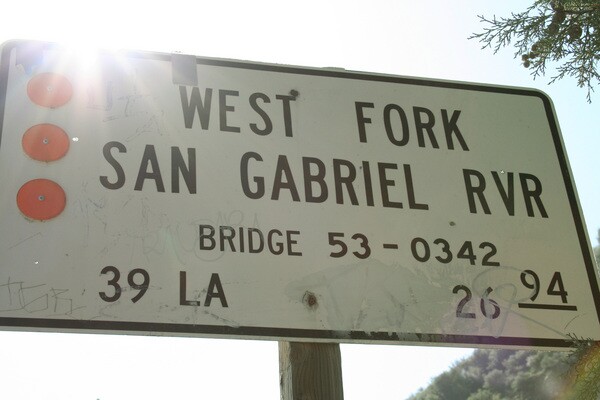 WEST FORK
SAN GABRIEL RVR
BRIDGE 53-0342
39 LA 26 94